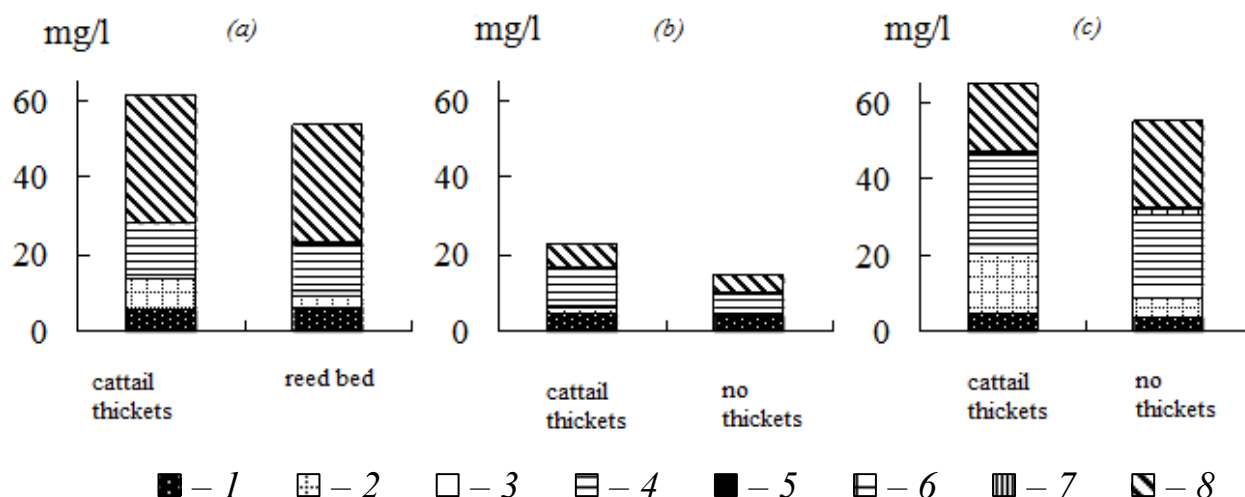 mg/l (a)
60
40
20
0
cattail thickets
reed bed
mg/l (b)
60
40
20
0
cattail thickets
no thickets
mg/l (c)
60
40
20
0
cattail thickets
no thickets
– 1 – 2 – 3 – 4 – 5 – 6 – 7 – 8